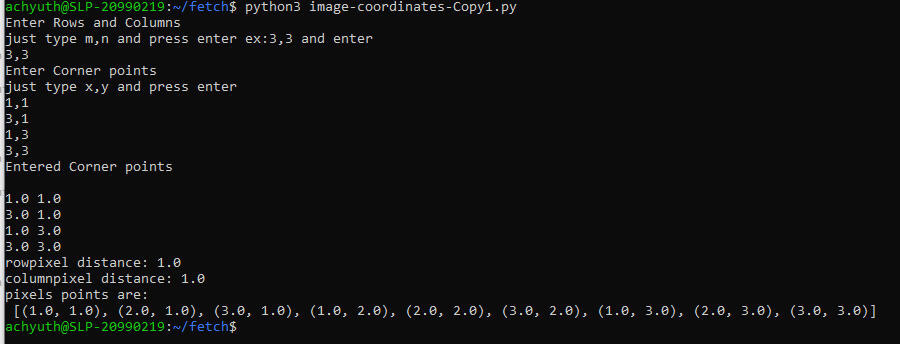 achyuth@SLP-20990219:~/fetch$ python3 image-coordinates-Copy1.py
Enter Rows and Columns
just type m,n and press enter ex:3,3 and enter
3,3
Enter Corner points
just type x,y and press enter
1,1
3,1
1,3
3,3
Entered Corner points
1.0 1.0
3.0 1.0
1.0 3.0
3.0 3.0
rowpixel distance: 1.0
columnpixel distance: 1.0
pixels points are:
[(1.0, 1.0), (2.0, 1.0), (3.0, 1.0), (1.0, 2.0), (2.0, 2.0), (3.0, 2.0), (1.0, 3.0), (2.0, 3.0), (3.0, 3.0)]
achyuth@SLP-20990219:~/fetch$